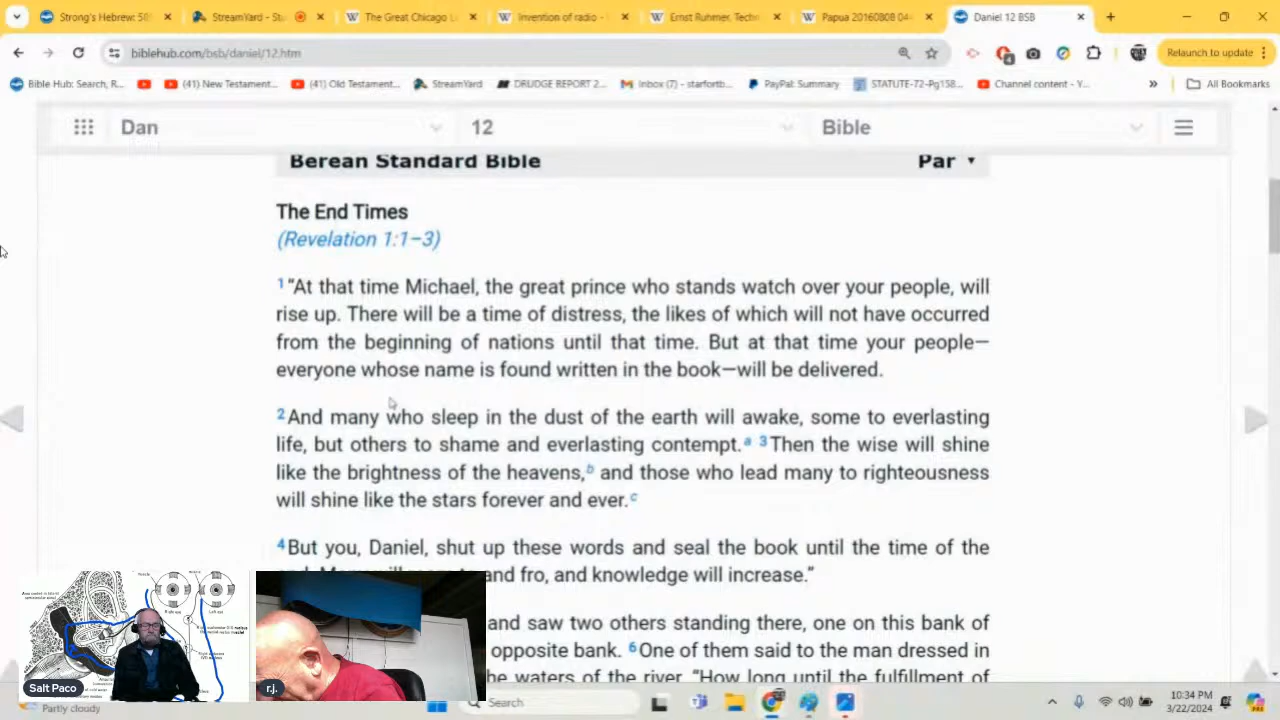 Strong's Hebrew: 58
StreamYard - St
The Great Chicago
Invention of radio -
Ernst Ruhmer, Techn
Papua 20160808 04
Daniel 12 BSB
biblehub.com/bsb/daniel/12.htm
Relaunch to update
Bible Hub: Search, R...
(41) New Testament...
(41) Old Testament...
StreamYard
DRUDGE REPORT 2...
Inbox (7) - starfortb...
PayPal: Summary
STATUTE-72-Pg158...
Channel content - Y...
»
All Bookmarks
Dan
12
Bible
Berean Standard Bible
Par
The End Times
(Revelation 1:1–3)
1 “At that time Michael, the great prince who stands watch over your people, will
rise up. There will be a time of distress, the likes of which will not have occurred
from the beginning of nations until that time. But at that time your people—
everyone whose name is found written in the book—will be delivered.
2 And many who sleep in the dust of the earth will awake, some to everlasting
life, but others to shame and everlasting contempt. a 3 Then the wise will shine
like the brightness of the heavens, b and those who lead many to righteousness
will shine like the stars forever and ever. c
4 But you, Daniel, shut up these words and seal the book until the time of the
and fro, and knowledge will increase.”
and saw two others standing there, one on this bank of
opposite bank. 6 One of them said to the man dressed in
the waters of the river, “How long until the fulfillment of
Right eye
Left eye
Salt Paco
r.j.
Partly cloudy
Search
10:34 PM
3/22/2024